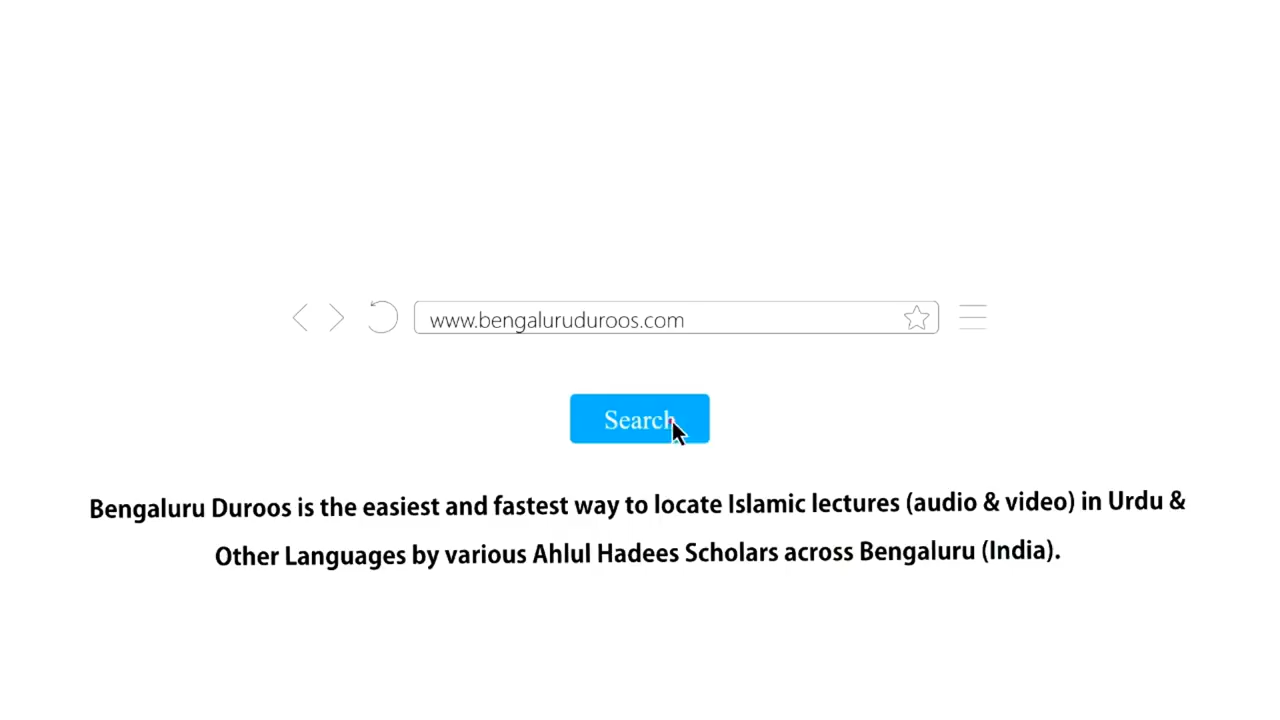 www.bengaluruduroos.com
Search
Bengaluru Duroos is the easiest and fastest way to locate Islamic lectures (audio & video) in Urdu &
Other Languages by various Ahlul Hadees Scholars across Bengaluru (India).